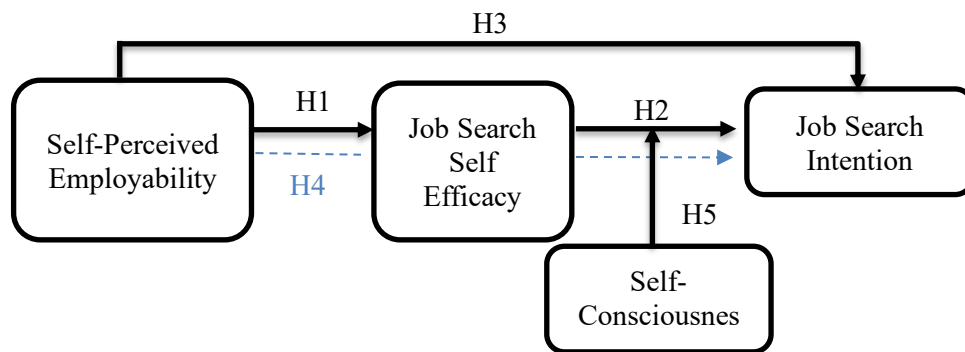 H3
Self-Perceived
Employability
H1
H4
Job Search
Self
Efficacy
H2
Job Search
Intention
H5
Self-
Consciousnes